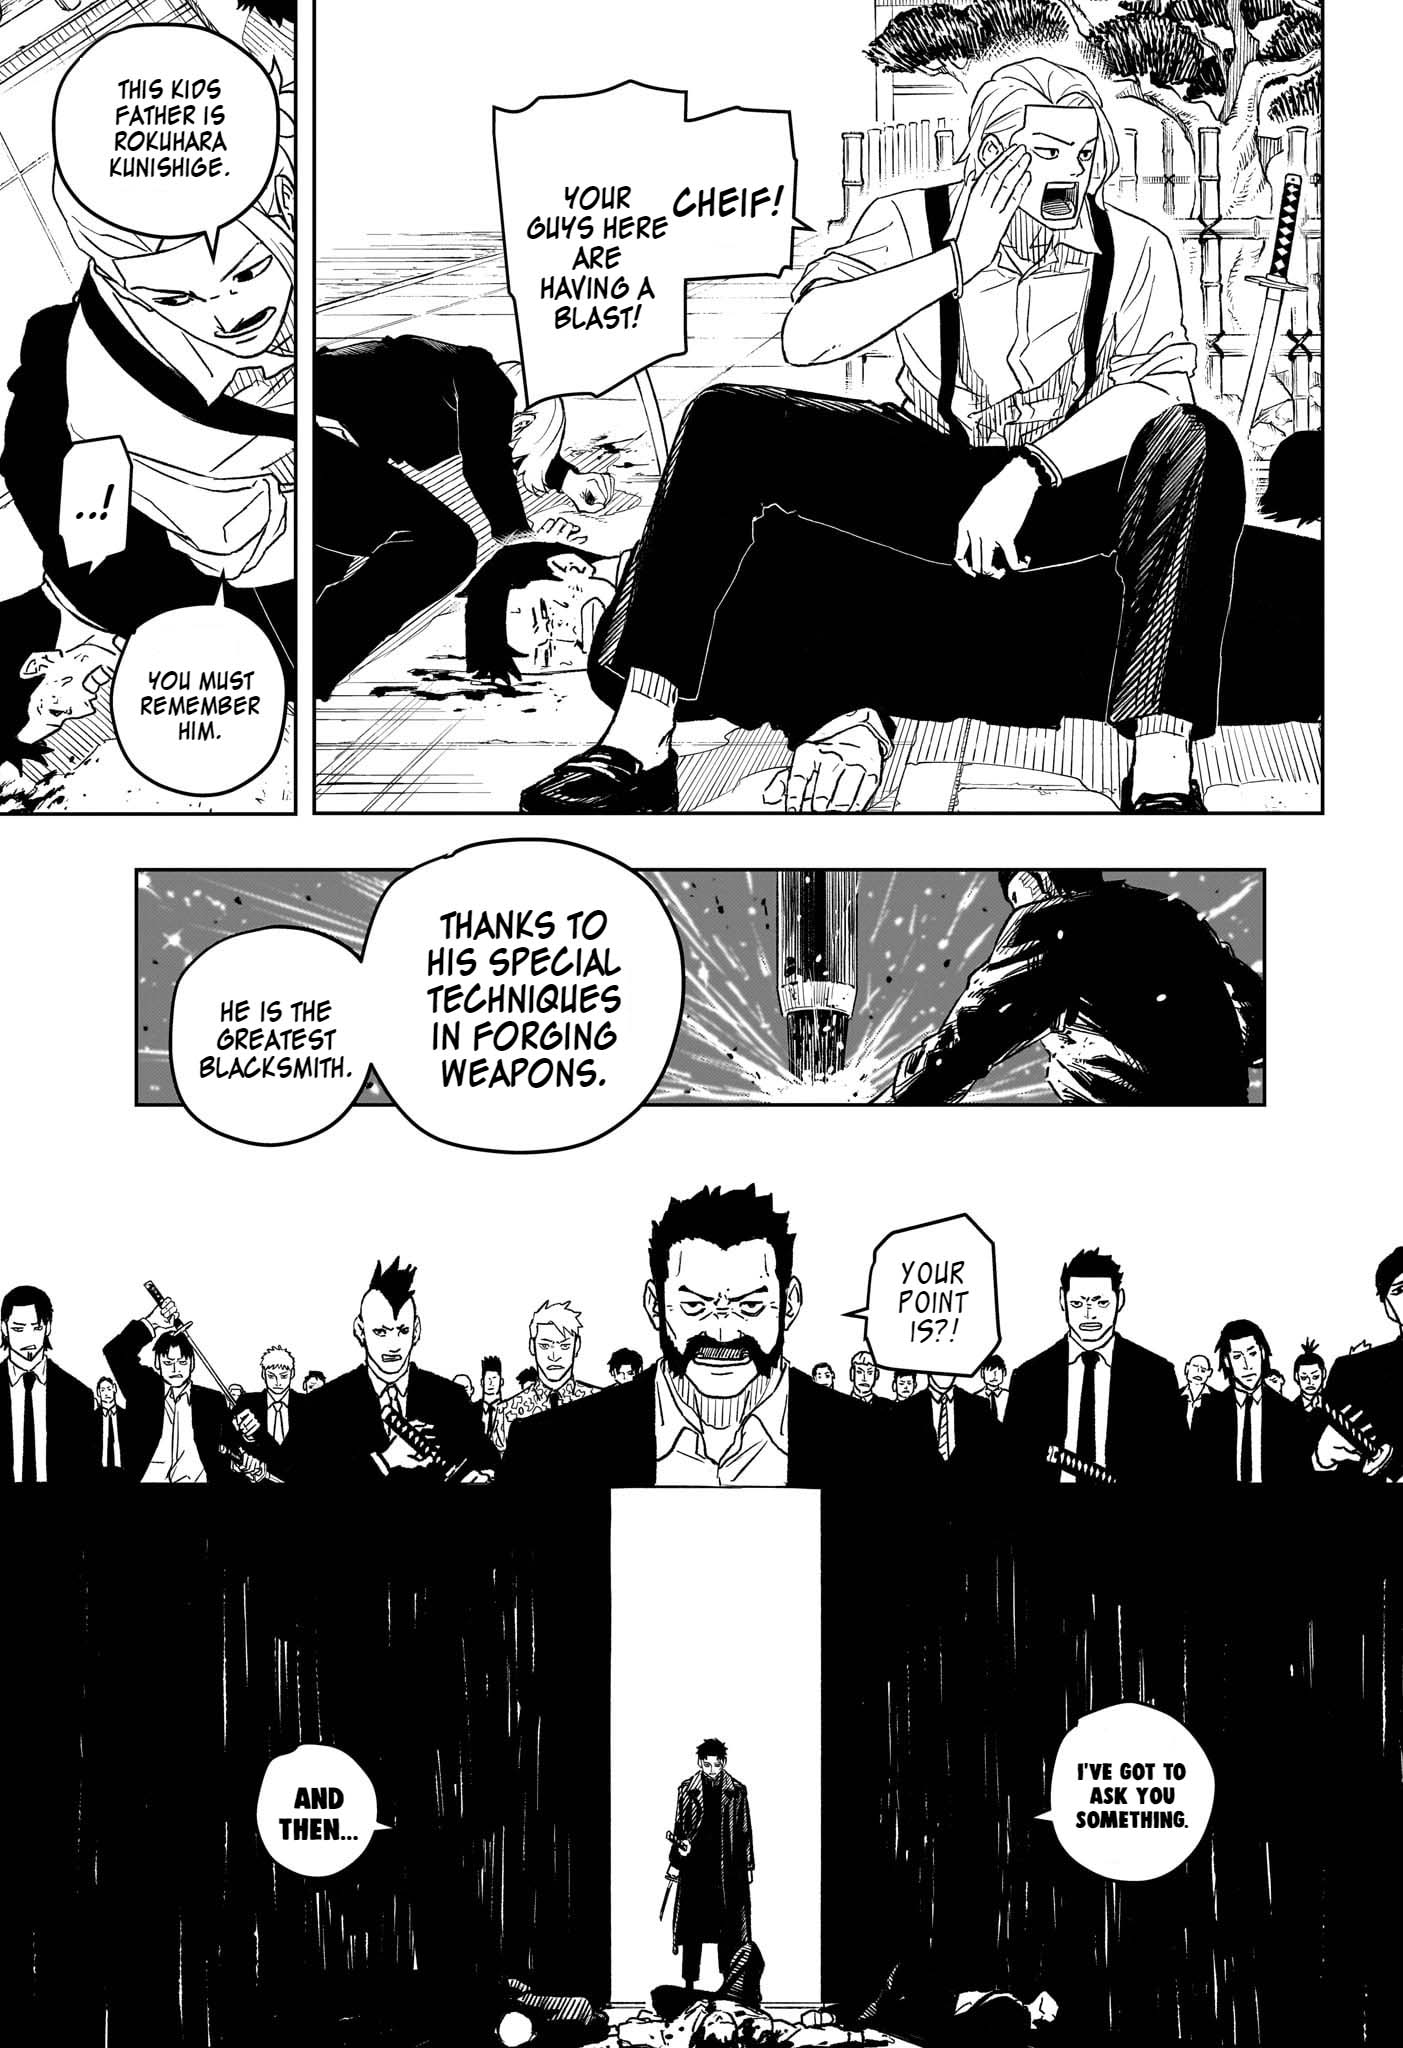 CHEIF!
YOUR
GUYS HERE
ARE
HAVING A
BLAST!
THIS KIDS
FATHER IS
ROKUHARA
KUNISHIGE.
..!
YOU MUST
REMEMBER
HIM.
THANKS TO
HIS SPECIAL
TECHNIQUES
IN FORGING
WEAPONS.
HE IS THE
GREATEST
BLACKSMITH.
YOUR
POINT
IS?!
I'VE GOT TO
ASK YOU
SOMETHING.
AND
THEN...